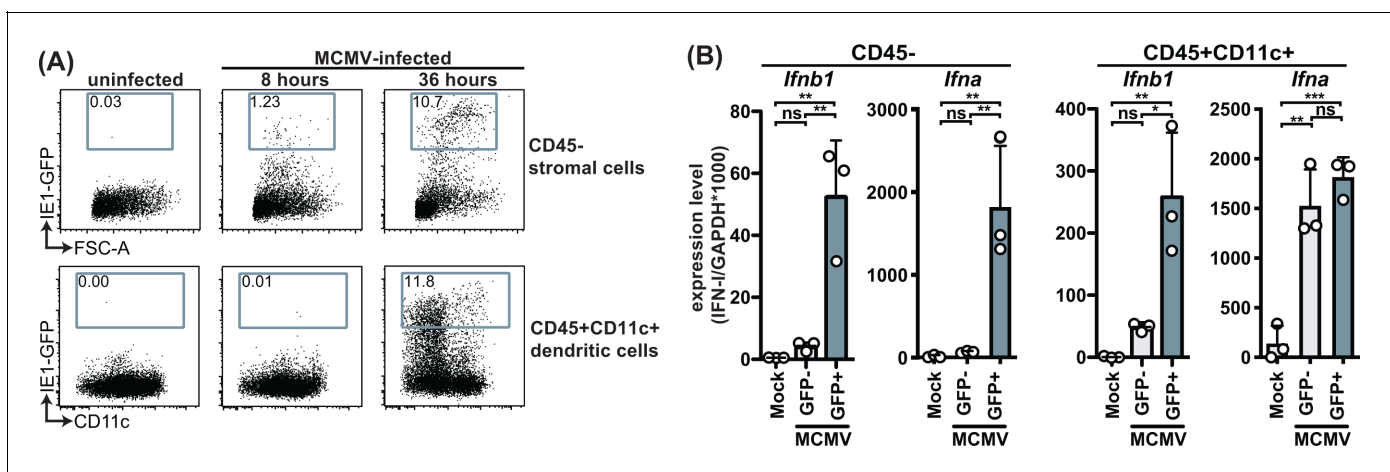 (A)
MCMV-infected
uninfected
8 hours
36 hours
0.03
1.23
10.7
IE1-GFP
FSC-A
CD45-
stromal cells
0.00
0.01
11.8
IE1-GFP
CD11c
CD45+CD11c+
dendritic cells
(B)
CD45-
CD45+CD11c+
Ifnb1
Ifna
Ifnb1
Ifna
expression level
(IFN-I/GAPDH*1000)
** ns **
80
60
40
20
0
Mock
GFP-
GFP+
MCMV
** ns **
3000
2000
1000
0
Mock
GFP-
GFP+
MCMV
** ns *
400
300
200
100
0
Mock
GFP-
GFP+
MCMV
*** ** ns
2500
2000
1500
1000
500
0
Mock
GFP-
GFP+
MCMV